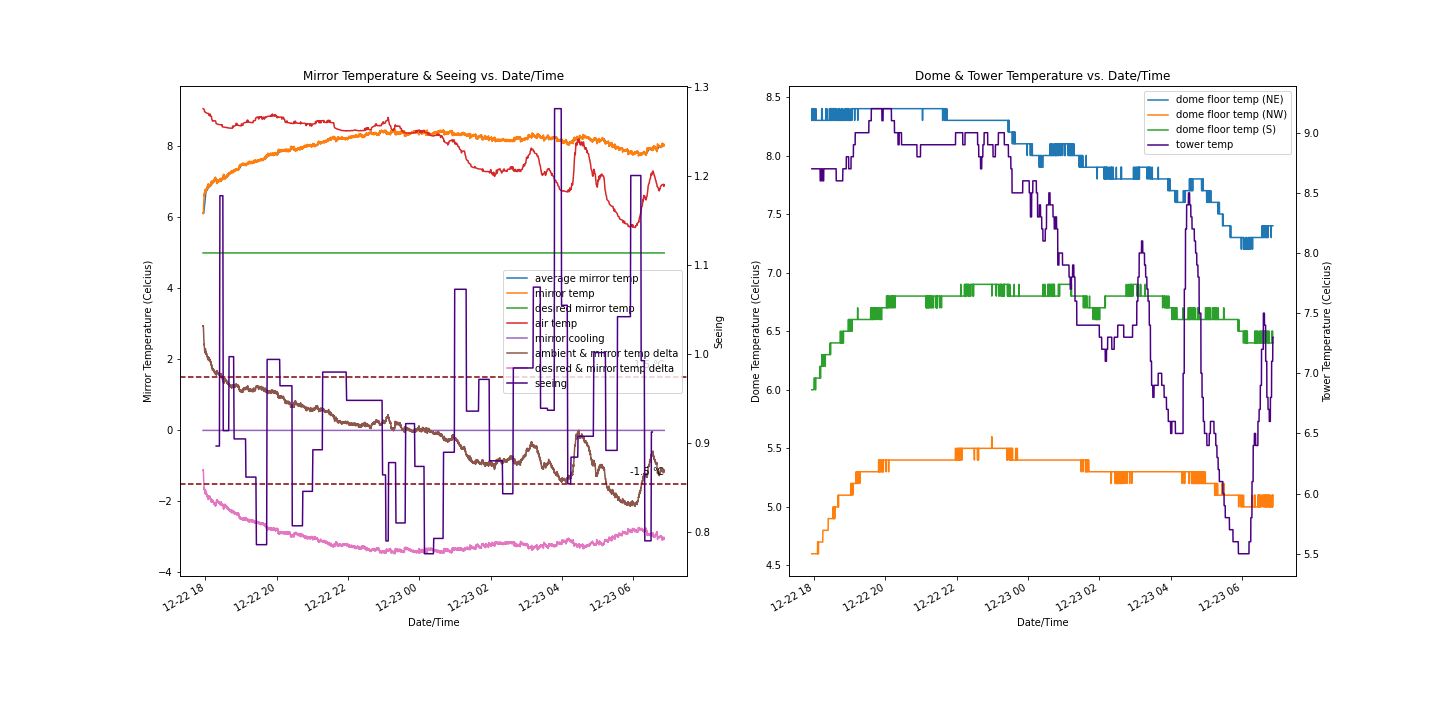 Mirror Temperature & Seeing vs. Date/Time
Mirror Temperature (Celcius)
8
6
4
2
0
−2
−4
1.3
1.2
1.1
1.0
0.9
0.8
Seeing
average mirror temp
mirror temp
desired mirror temp
air temp
mirror cooling
ambient & mirror temp delta
desired & mirror temp delta
seeing
-1.5 °C
12-22 18
12-22 20
12-22 22
12-23 00
12-23 02
12-23 04
12-23 06
Date/Time
Dome & Tower Temperature vs. Date/Time
Dome Temperature (Celcius)
8.5
8.0
7.5
7.0
6.5
6.0
5.5
5.0
4.5
dome floor temp (NE)
dome floor temp (NW)
dome floor temp (S)
tower temp
9.0
8.5
8.0
7.5
7.0
6.5
6.0
5.5
Tower Temperature (Celcius)
12-22 18
12-22 20
12-22 22
12-23 00
12-23 02
12-23 04
12-23 06
Date/Time